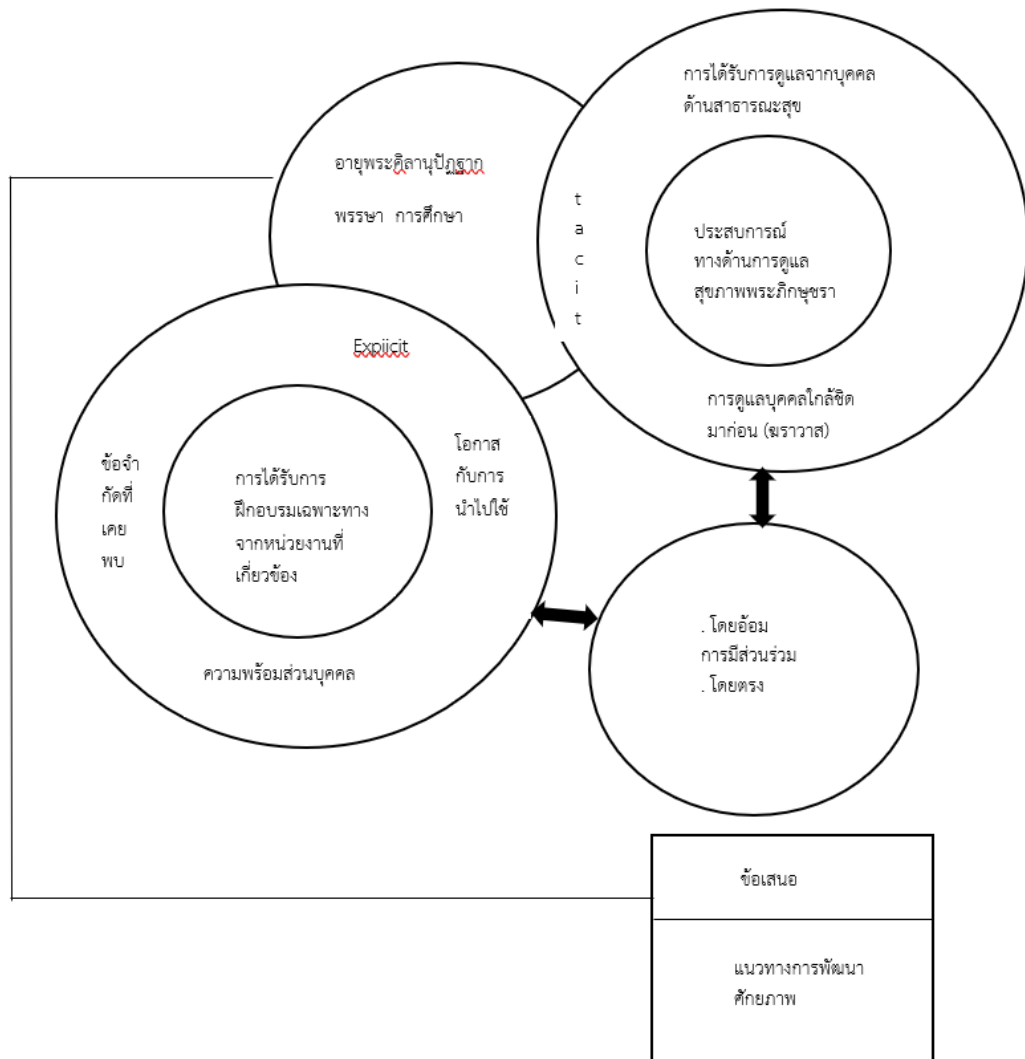 การได้รับการดูแลจากบุคคล
ด้านสาธารณะสุข
อายุพระคิลานุปัฏฐาก
พรรษา การศึกษา
t
a
c
i
t
ประสบการณ์
ทางด้านการดูแล
สุขภาพพระภิกษุชรา
การดูแลบุคคลใกล้ชิด
มาก่อน (ฆราวาส)
Expiicit
ข้อจำ
กัดที่
เคย
พบ
การได้รับการ
ฝึกอบรมเฉพาะทาง
จากหน่วยงานที่
เกี่ยวข้อง
โอกาส
กับการ
นำไปใช้
ความพร้อมส่วนบุคคล
. โดยอ้อม
การมีส่วนร่วม
. โดยตรง
ข้อเสนอ
แนวทางการพัฒนา
ศักยภาพ